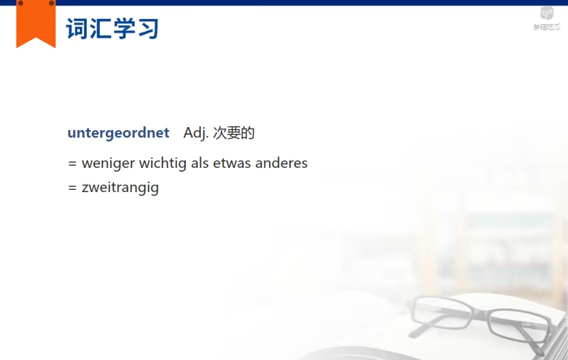 词汇学习
untergeordnet Adj. 次要的
= weniger wichtig als etwas anderes
= zweitrangig